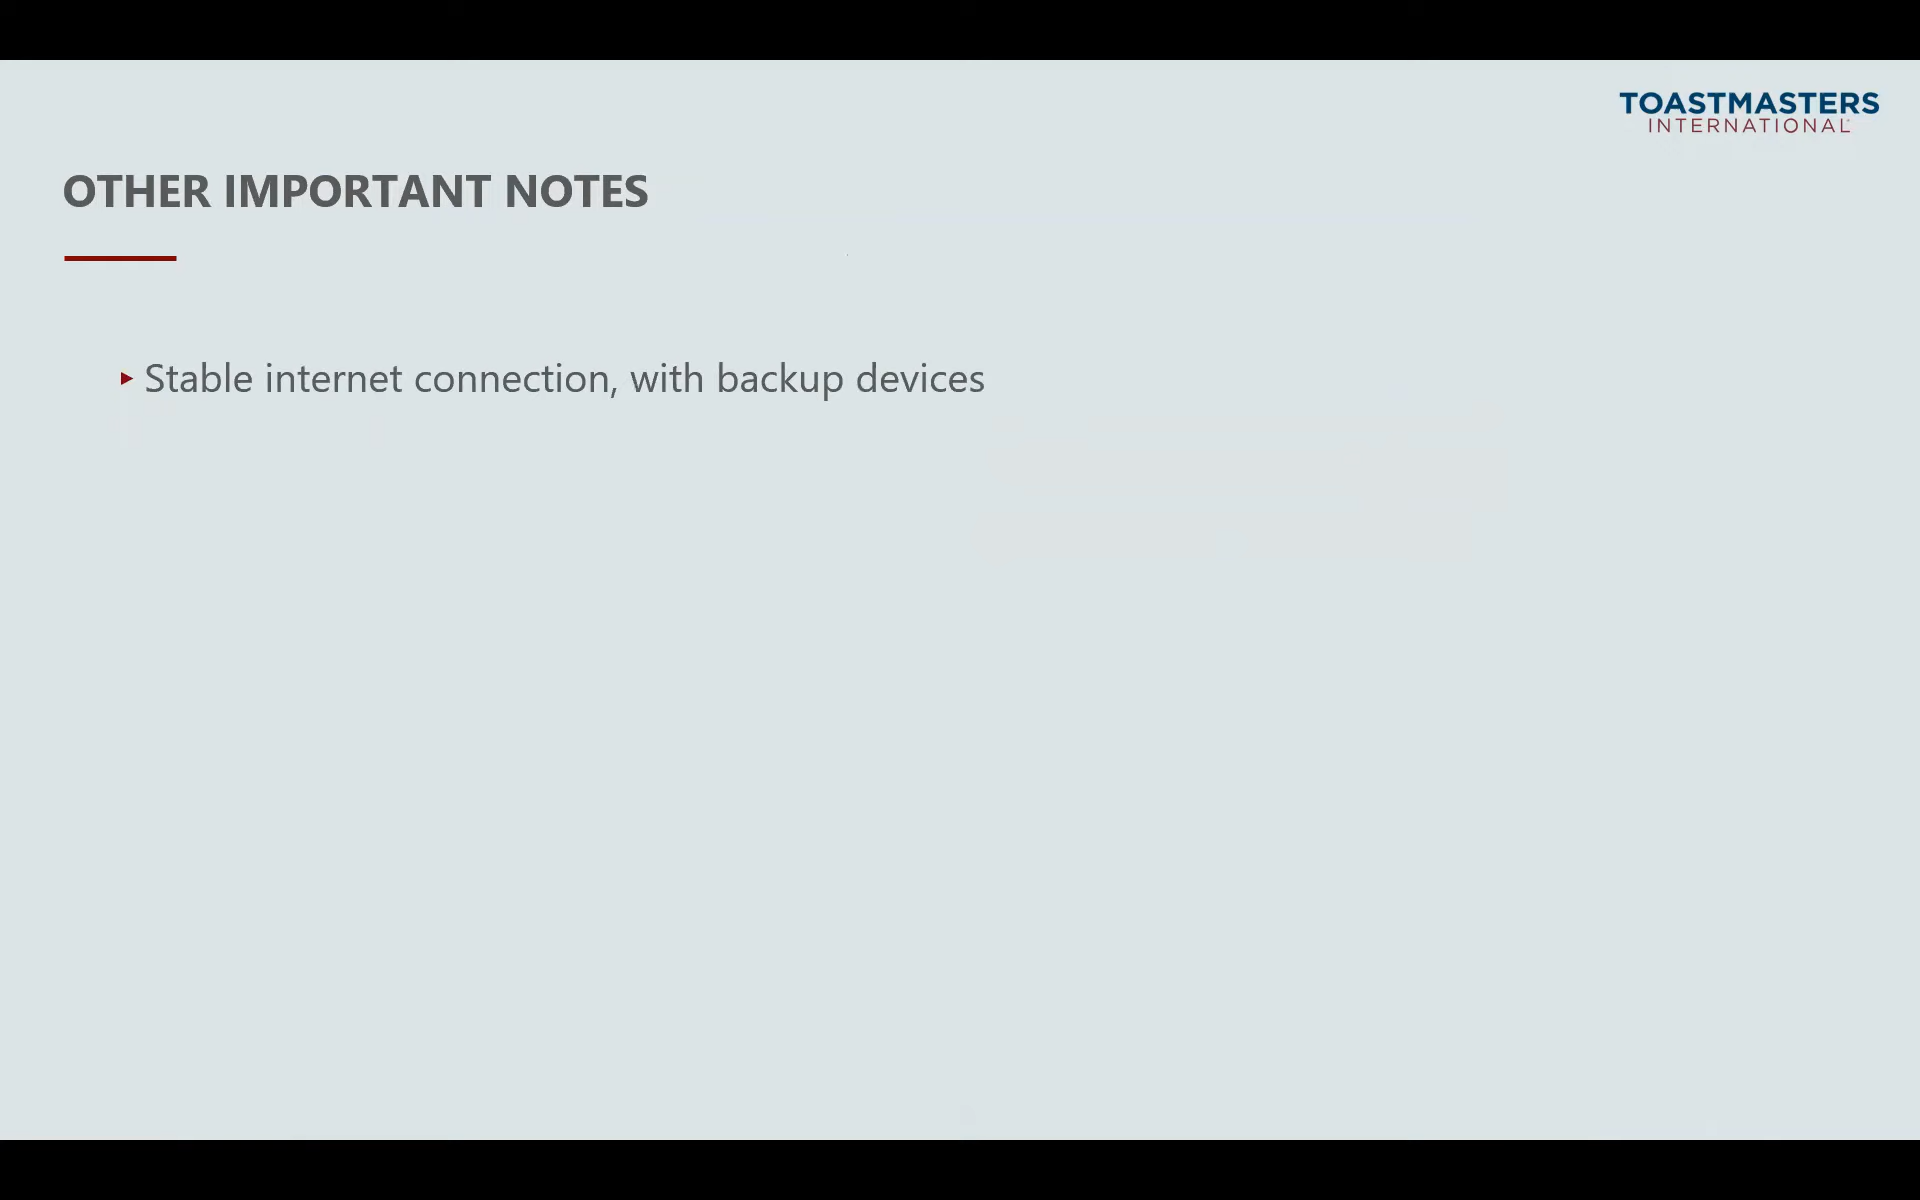 TOASTMASTERS
INTERNATIONAL
OTHER IMPORTANT NOTES
Stable internet connection, with backup devices